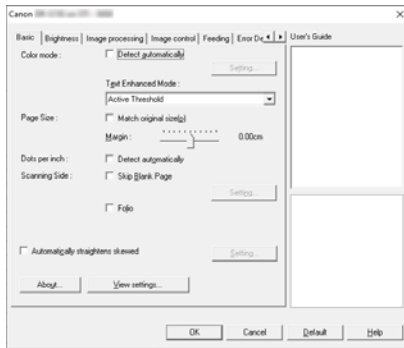 Canon
Basic Brightness Image processing Image control Feeding Error De
User's Guide
Color mode : Detect automatically
Setting...
Text Enhanced Mode :
Active Threshold
Page Size : Match original size(s)
Margin : 0.00cm
Dots per inch : Detect automatically
Scanning Side : Skip Blank Page
Setting...
Folio
Automatically straightens skewed Setting...
About... View settings...
OK Cancel Default Help